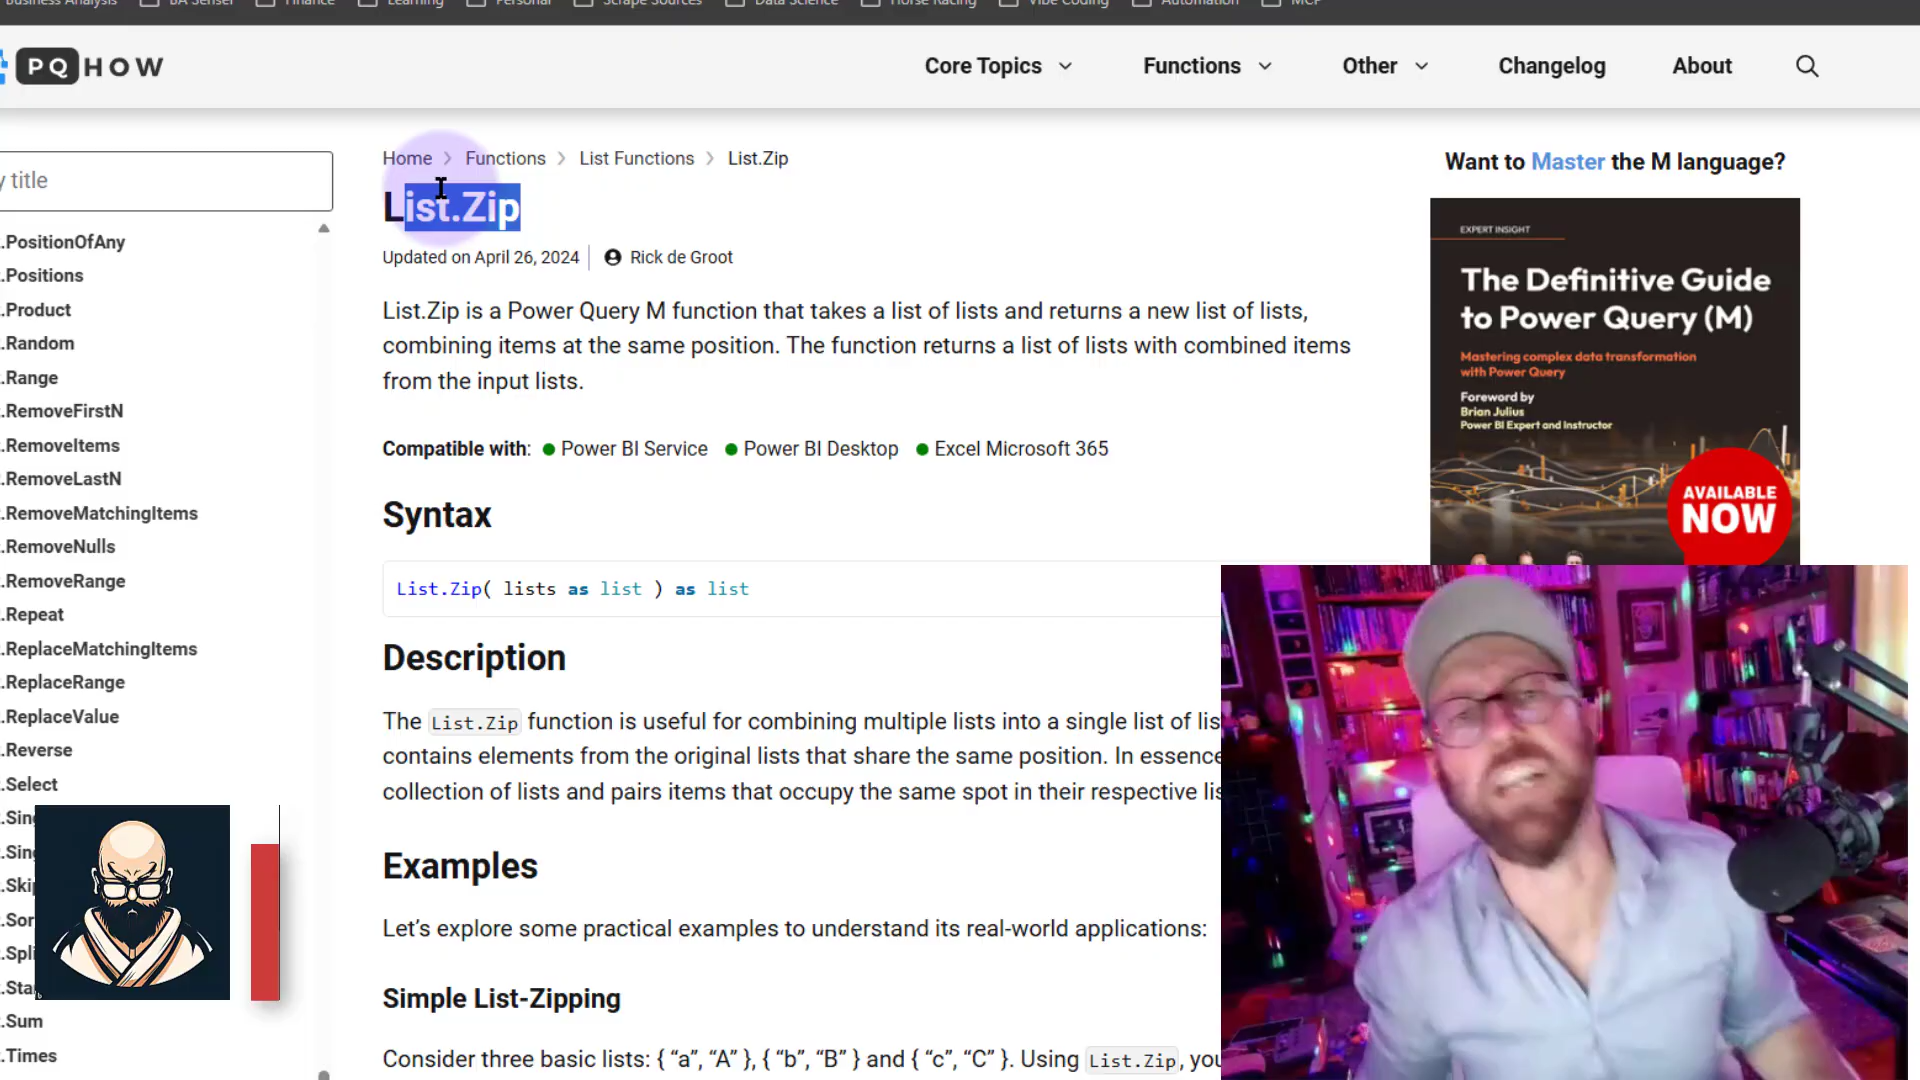 Business Analysis BA Sensei Finance Learning Personal Scrape Sources Data Science Horse Racing Vibe Coding Automation MCP
PQ HOW
Core Topics Functions Other Changelog About
y title
.PositionOfAny
.Positions
.Product
.Random
.Range
.RemoveFirstN
.RemoveItems
.RemoveLastN
.RemoveMatchingItems
.RemoveNulls
.RemoveRange
.Repeat
.ReplaceMatchingItems
.ReplaceRange
.ReplaceValue
.Reverse
.Select
.Sum
.Times
Home > Functions > List Functions > List.Zip
List.Zip
Updated on April 26, 2024 Rick de Groot
List.Zip is a Power Query M function that takes a list of lists and returns a new list of lists,
combining items at the same position. The function returns a list of lists with combined items
from the input lists.
Compatible with: Power BI Service Power BI Desktop Excel Microsoft 365
Syntax
List.Zip( lists as list ) as list
Description
The List.Zip function is useful for combining multiple lists into a single list of lis
contains elements from the original lists that share the same position. In essence
collection of lists and pairs items that occupy the same spot in their respective lis
Examples
Let’s explore some practical examples to understand its real-world applications:
Simple List-Zipping
Consider three basic lists: { “a”, “A” }, { “b”, “B” } and { “c”, “C” }. Using List.Zip, you
Want to Master the M language?
EXPERT INSIGHT
The Definitive Guide
to Power Query (M)
Mastering complex data transformation
with Power Query
Foreword by
Brian Julius
Power BI Expert and Instructor
AVAILABLE
NOW